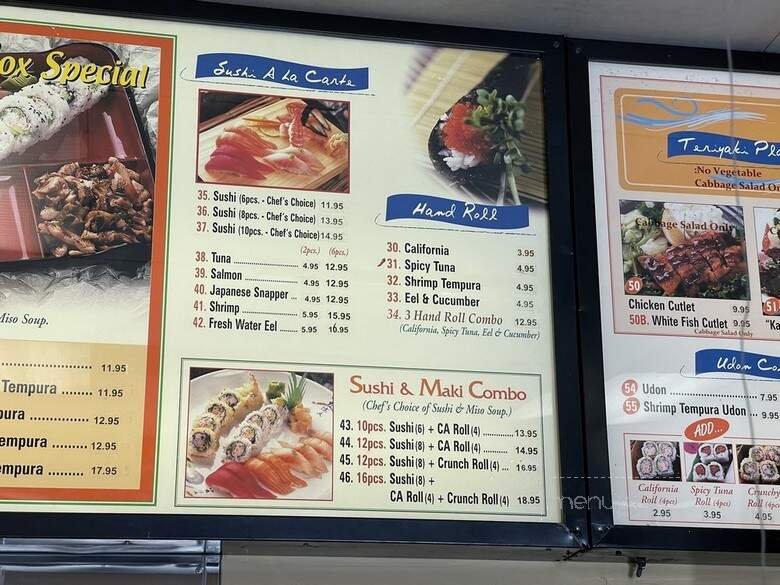 ox Special
Miso Soup.
11.95
Tempura 11.95
pura 12.95
empura 12.95
empura 17.95
Sushi A La Carte
35. Sushi (6pcs. - Chef's Choice) 11.95
36. Sushi (8pcs. - Chef's Choice) 13.95
37. Sushi (10pcs. - Chef's Choice) 14.95
(2pcs.) (6pcs.)
38. Tuna 4.95 12.95
39. Salmon 4.95 12.95
40. Japanese Snapper 4.95 12.95
41. Shrimp 5.95 15.95
42. Fresh Water Eel 5.95 16.95
Hand Roll
30. California 3.95
31. Spicy Tuna 4.95
32. Shrimp Tempura 4.95
33. Eel & Cucumber 4.95
34. 3 Hand Roll Combo 12.95
(California, Spicy Tuna, Eel & Cucumber)
Sushi & Maki Combo
(Chef's Choice of Sushi & Miso Soup.)
43. 10pcs. Sushi(6) + CA Roll(4) 13.95
44. 12pcs. Sushi(8) + CA Roll(4) 14.95
45. 12pcs. Sushi(8) + Crunch Roll(4) 16.95
46. 16pcs. Sushi(8) +
CA Roll(4) + Crunch Roll(4) 18.95
Teriyaki Pla
:No Vegetable
Cabbage Salad O
Cabbage Salad Only
50
Chicken Cutlet 9.95
50B. White Fish Cutlet 9.95
Cabbage Salad Only
51
"Ka
Udon Co
54 Udon 7.95
55 Shrimp Tempura Udon 9.95
ADD...
California
Roll (4pcs)
2.95
Spicy Tuna
Roll (4pcs)
3.95
Crunchy
Roll (4pc
4.95
menu